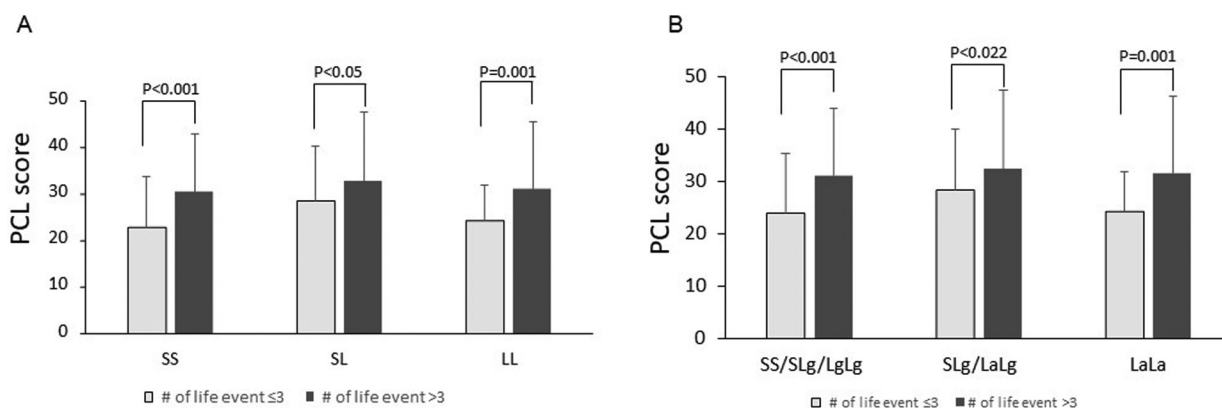 A
P<0.001
P<0.05
P=0.001
PCL score
50
40
30
20
10
0
SS
SL
LL
# of life event ≤3
# of life event >3
B
P<0.001
P<0.022
P=0.001
PCL score
50
40
30
20
10
0
SS/SLg/LgLg
SLg/LaLg
LaLa
# of life event ≤3
# of life event >3